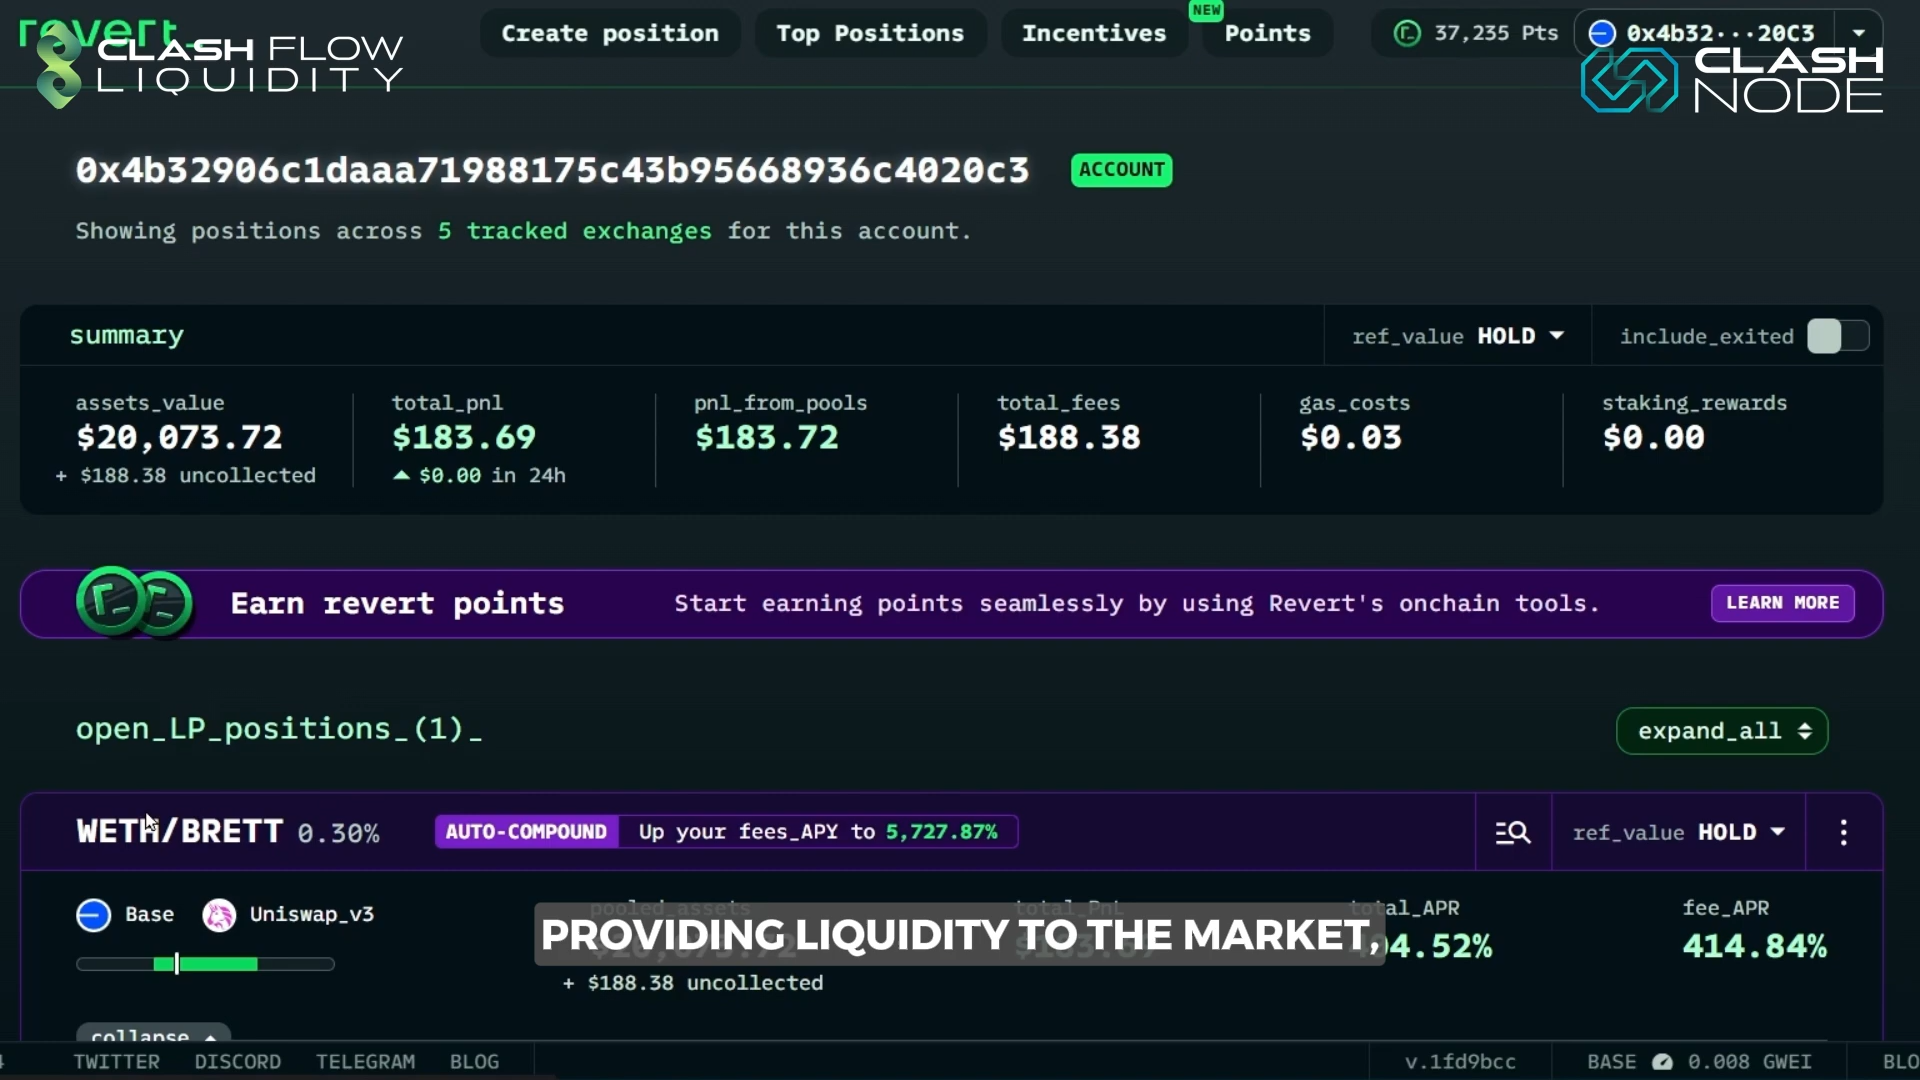 revert_
CLASH FLOW
LIQUIDITY
Create position
Top Positions
Incentives
NEW
Points
37,235 Pts
0x4b32···20C3
CLASH
NODE
0x4b32906c1daaa71988175c43b95668936c4020c3
ACCOUNT
Showing positions across 5 tracked exchanges for this account.
summary
ref_value HOLD
include_exited
assets_value
$20,073.72
+ $188.38 uncollected
total_pnl
$183.69
$0.00 in 24h
pnl_from_pools
$183.72
total_fees
$188.38
gas_costs
$0.03
staking_rewards
$0.00
Earn revert points
Start earning points seamlessly by using Revert's onchain tools.
LEARN MORE
open_LP_positions_(1)_
expand_all
WETH/BRETT 0.30%
AUTO-COMPOUND Up your fees_APY to 5,727.87%
ref_value HOLD
Base
Uniswap_v3
pooled_assets
total_PnL
total_APR
fee_APR
414.84%
PROVIDING LIQUIDITY TO THE MARKET,
+ $188.38 uncollected
collapse
TWITTER
DISCORD
TELEGRAM
BLOG
v.1fd9bcc
BASE
0.008 GWEI